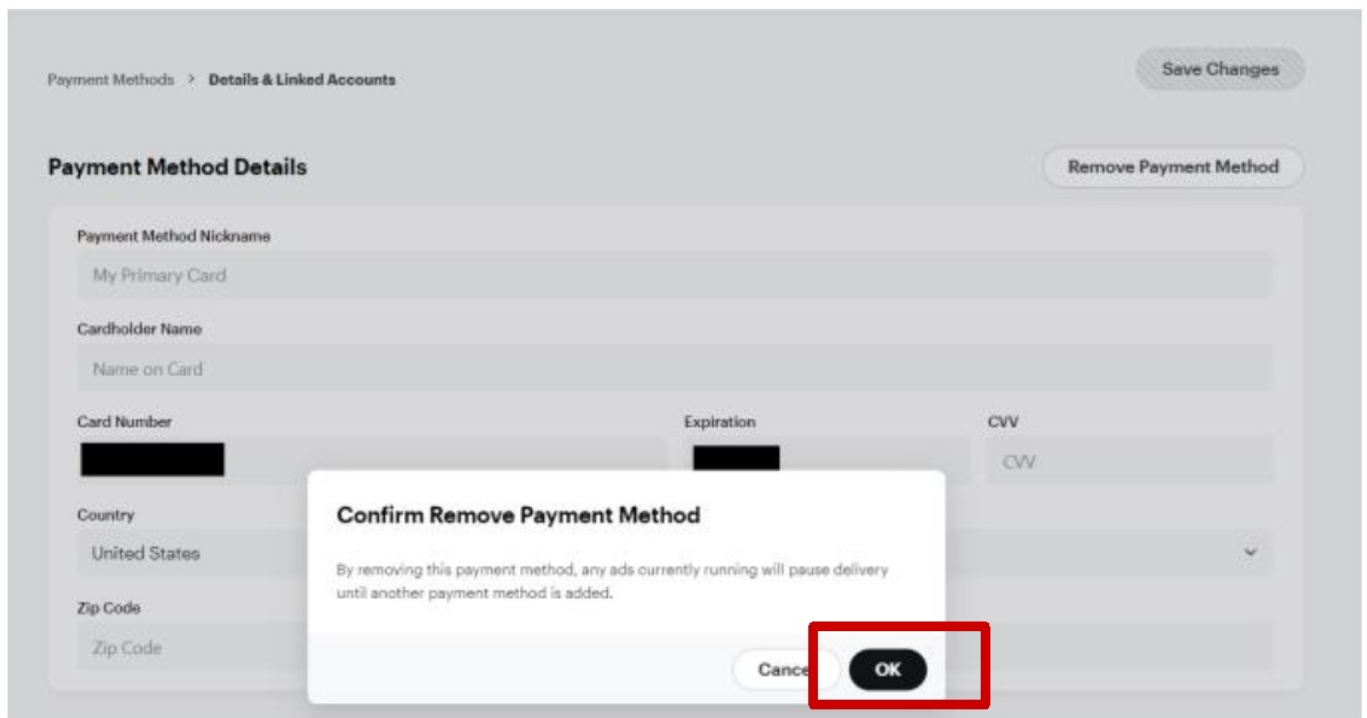 Payment Methods > Details & Linked Accounts
Save Changes
Payment Method Details
Remove Payment Method
Payment Method Nickname
My Primary Card
Cardholder Name
Name on Card
Card Number
Expiration
CVV
CVV
Country
United States
Zip Code
Zip Code
Confirm Remove Payment Method
By removing this payment method, any ads currently running will pause delivery
until another payment method is added.
Cance
OK